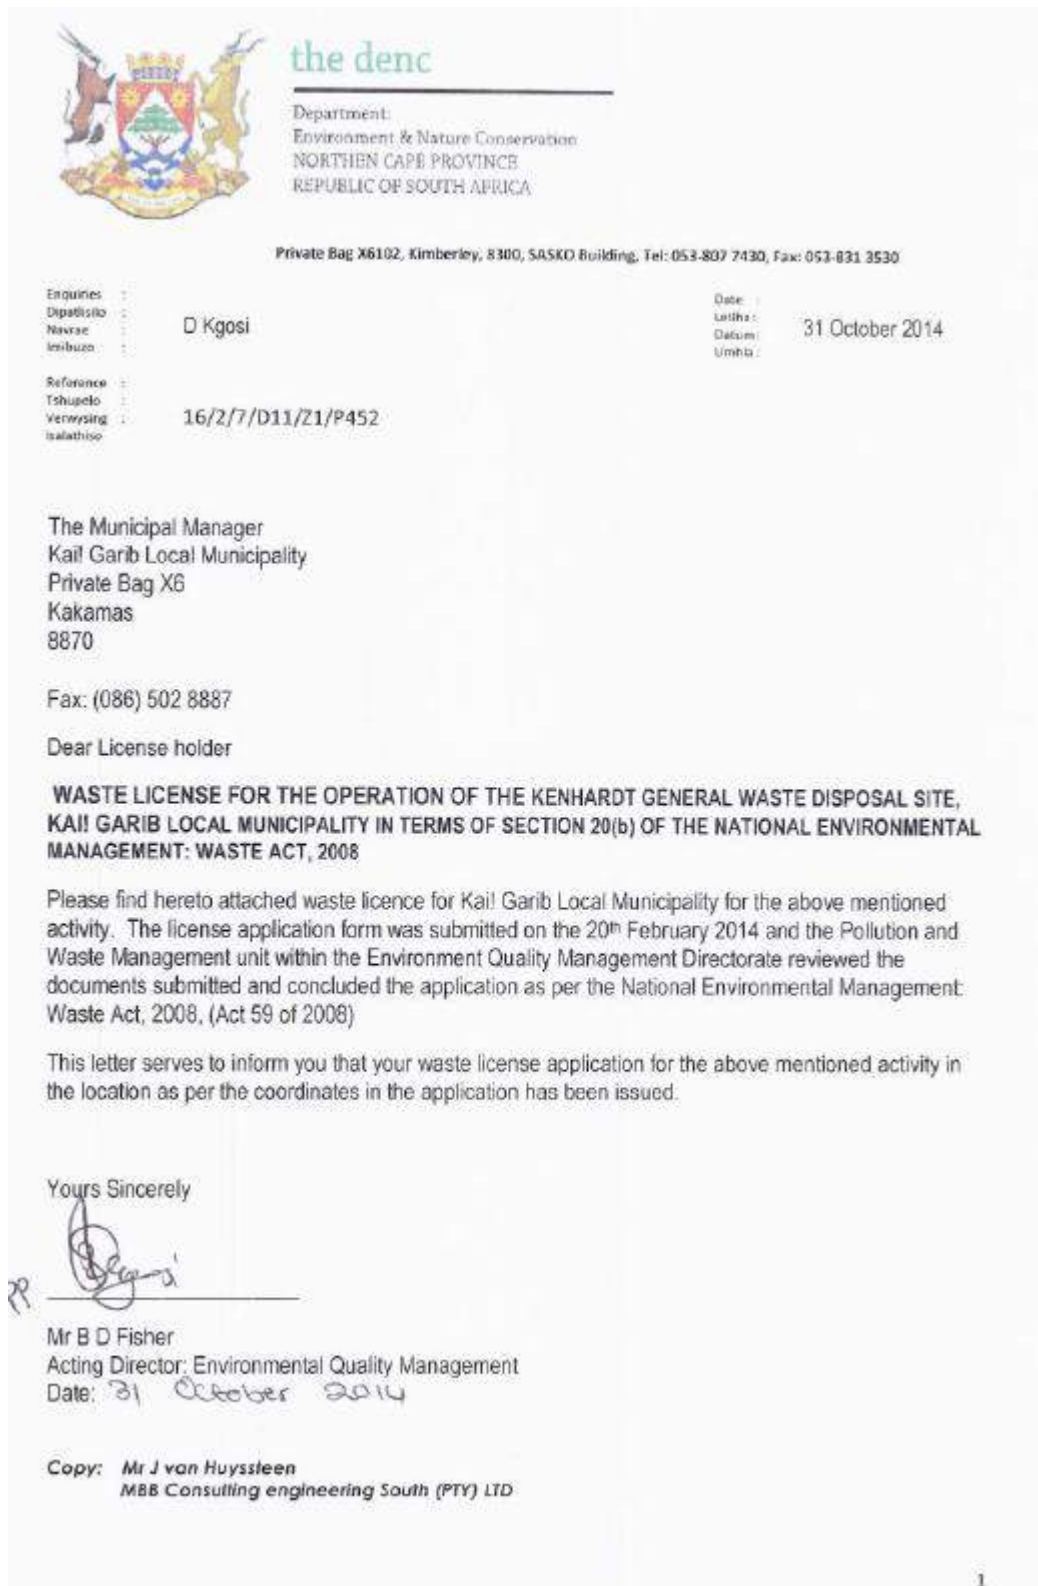 the denc
Department:
Environment & Nature Conservation
NORTHEN CAPE PROVINCE
REPUBLIC OF SOUTH AFRICA
Private Bag X6102, Kimberley, 8300, SASKO Building, Tel: 053-807 7430, Fax: 053-831 3530
Enquiries :
Dipatlisilo :
Navrae :
Imibuzo :
D Kgosi
Date :
Letlha :
Datum :
Umhla :
31 October 2014
Reference :
Tshupelo :
Verwysing :
Isalathiso
16/2/7/D11/Z1/P452
The Municipal Manager
Kai! Garib Local Municipality
Private Bag X6
Kakamas
8870
Fax: (086) 502 8887
Dear License holder
WASTE LICENSE FOR THE OPERATION OF THE KENHARDT GENERAL WASTE DISPOSAL SITE,
KAI! GARIB LOCAL MUNICIPALITY IN TERMS OF SECTION 20(b) OF THE NATIONAL ENVIRONMENTAL
MANAGEMENT: WASTE ACT, 2008
Please find hereto attached waste licence for Kai! Garib Local Municipality for the above mentioned
activity. The license application form was submitted on the 20th February 2014 and the Pollution and
Waste Management unit within the Environment Quality Management Directorate reviewed the
documents submitted and concluded the application as per the National Environmental Management:
Waste Act, 2008, (Act 59 of 2008)
This letter serves to inform you that your waste license application for the above mentioned activity in
the location as per the coordinates in the application has been issued.
Yours Sincerely
pp
Mr B D Fisher
Acting Director: Environmental Quality Management
Date: 31 October 2014
Copy: Mr J van Huyssteen
MBB Consulting engineering South (PTY) LTD
1